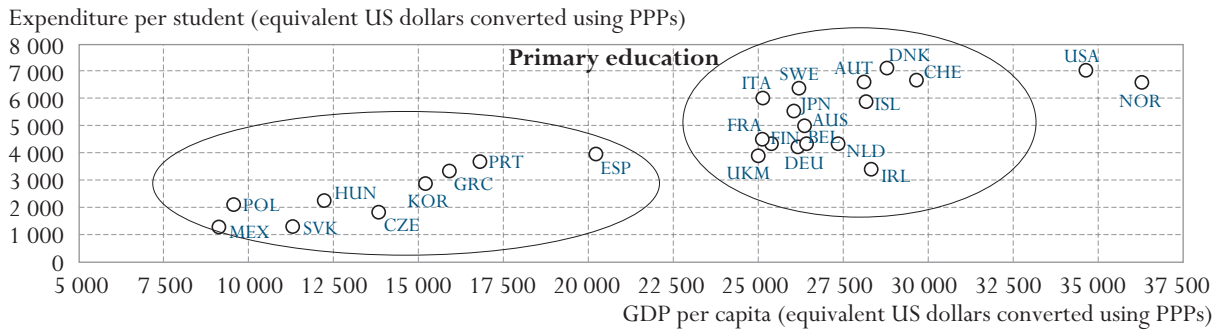 Expenditure per student (equivalent US dollars converted using PPPs)
8 000
Primary education
DNK
USA
7 000
SWE
AUT
CHE
ITA
6 000
NOR
JPN
ISL
5 000
FRA
AUS
FIN
BEL
4 000
PRT
ESP
UKM
DEU
NLD
3 000
GRC
IRL
KOR
HUN
2 000
POL
CZE
1 000
MEX
SVK
0
5 000 7 500 10 000 12 500 15 000 17 500 20 000 22 500 25 000 27 500 30 000 32 500 35 000 37 500
GDP per capita (equivalent US dollars converted using PPPs)